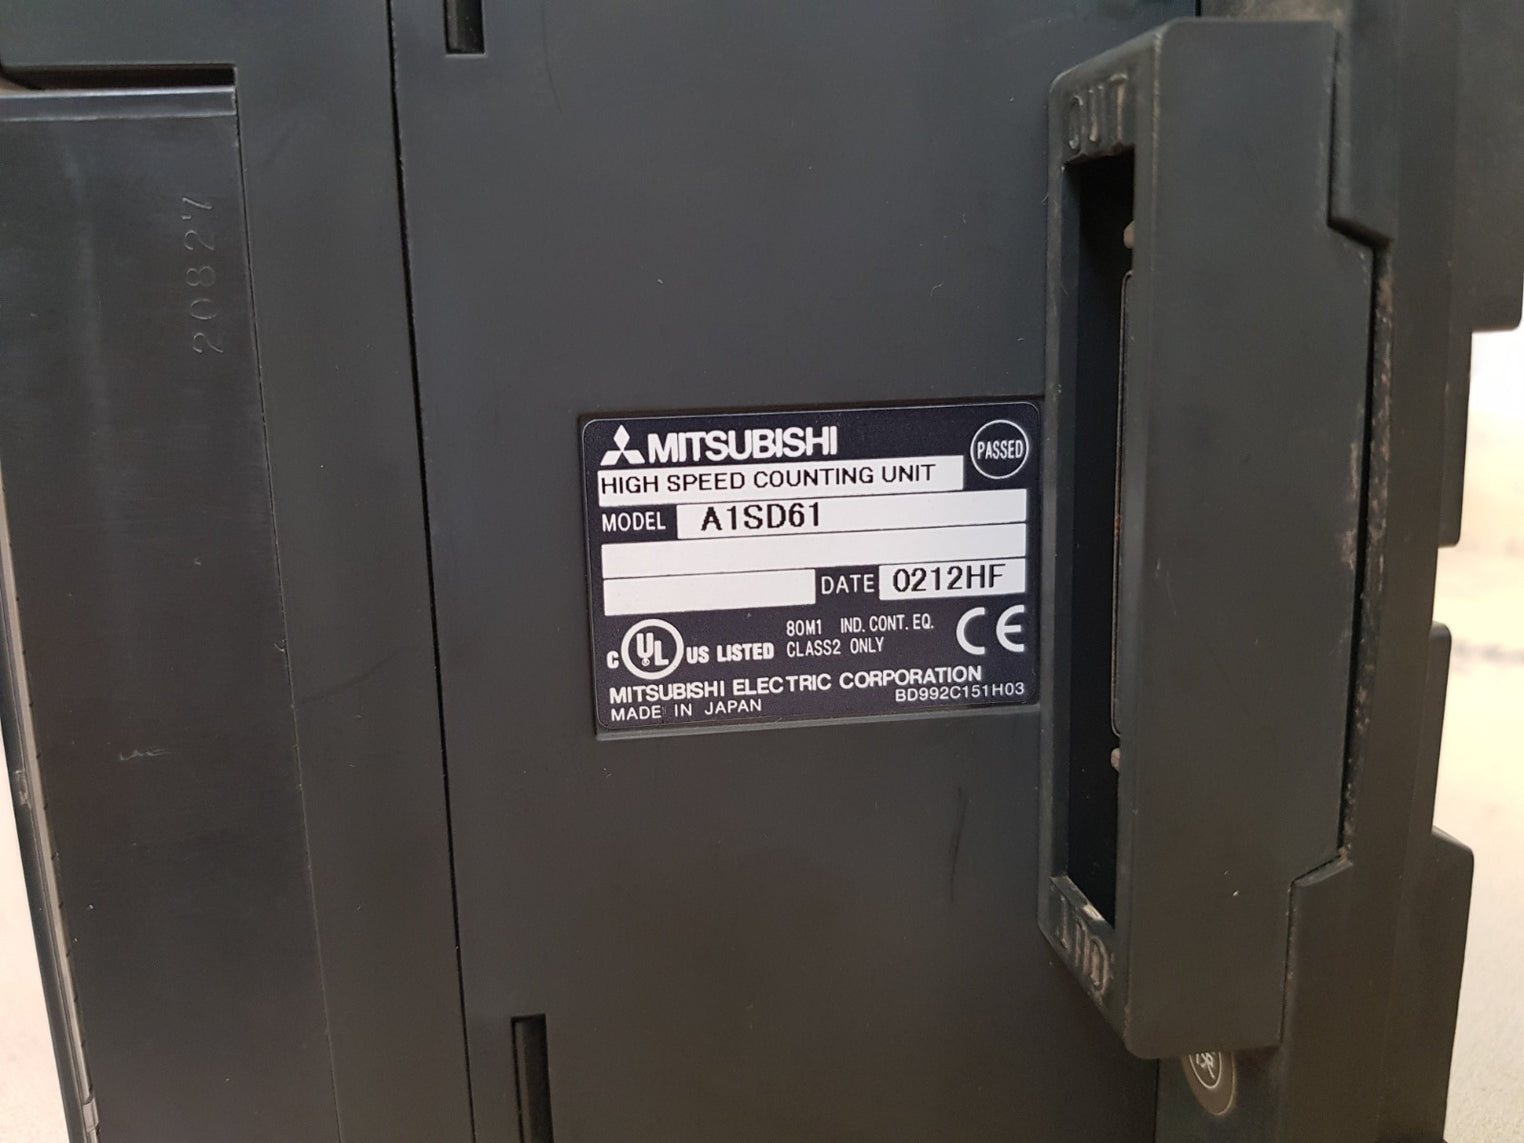 OUT
20827
MITSUBISHI
PASSED
HIGH SPEED COUNTING UNIT
MODEL A1SD61
DATE 0212HF
C UL US LISTED 80M1 IND. CONT. EQ.
CLASS2 ONLY
CE
MITSUBISHI ELECTRIC CORPORATION
MADE IN JAPAN BD992C151H03
OUT